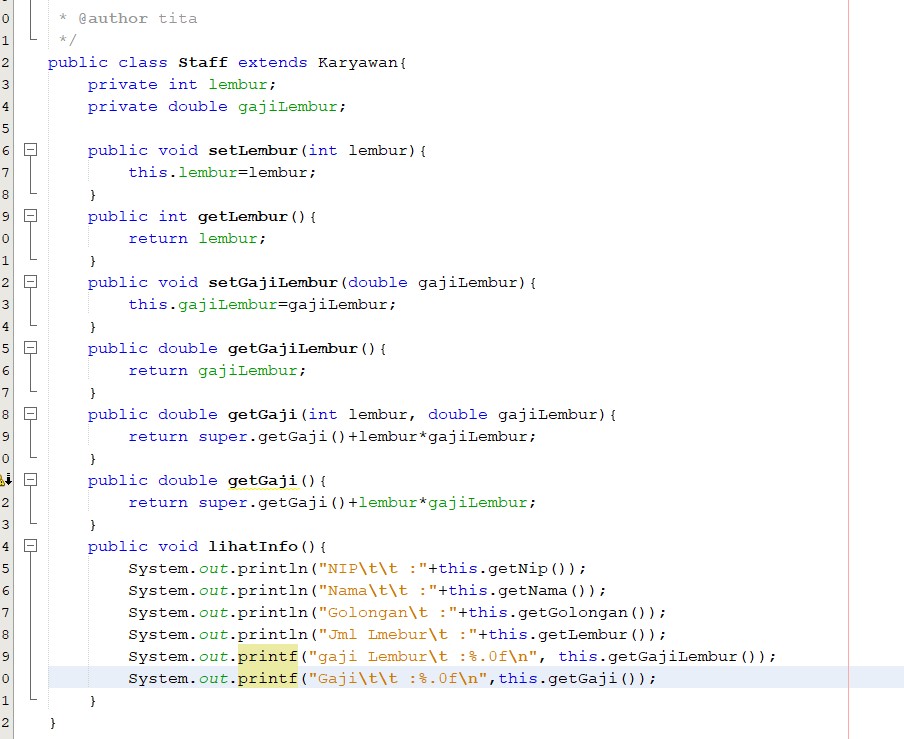 0 * @author tita
1 */
2 public class Staff extends Karyawan{
3 private int lembur;
4 private double gajiLembur;
5
6 public void setLembur(int lembur){
7 this.lembur=lembur;
8 }
9 public int getLembur(){
0 return lembur;
1 }
2 public void setGajiLembur(double gajiLembur){
3 this.gajiLembur=gajiLembur;
4 }
5 public double getGajiLembur(){
6 return gajiLembur;
7 }
8 public double getGaji(int lembur, double gajiLembur){
9 return super.getGaji()+lembur*gajiLembur;
0 }
public double getGaji(){
2 return super.getGaji()+lembur*gajiLembur;
3 }
4 public void lihatInfo(){
5 System.out.println("NIP\t\t :"+this.getNip());
6 System.out.println("Nama\t\t :"+this.getNama());
7 System.out.println("Golongan\t :"+this.getGolongan());
8 System.out.println("Jml Lmebur\t :"+this.getLembur());
9 System.out.printf("gaji Lembur\t :%.0f\n", this.getGajiLembur());
0 System.out.printf("Gaji\t\t :%.0f\n",this.getGaji());
1 }
2 }